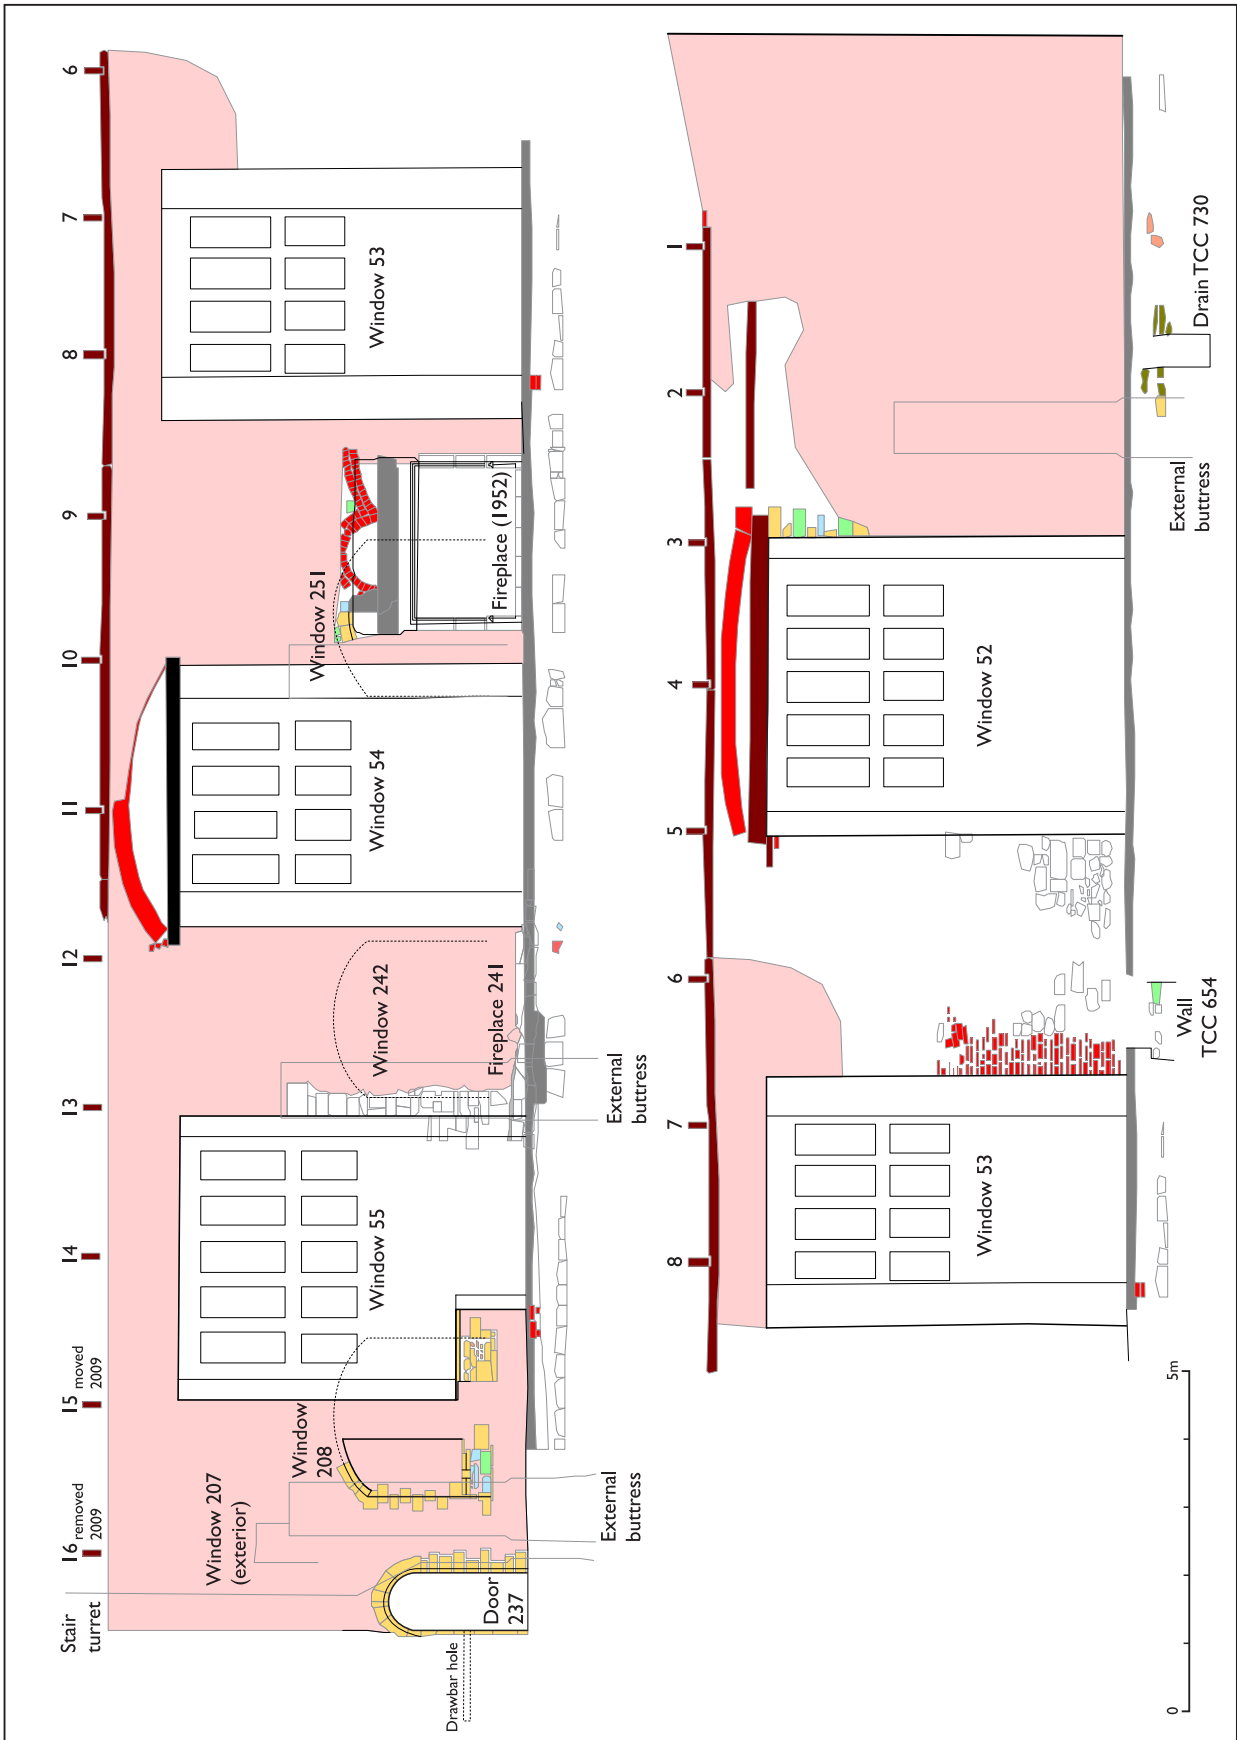 Stair
turret
16 removed
2009
15 moved
2009
14
13
12
11
10
9
8
7
6
Window 207
(exterior)
Window
208
Window 55
Window 242
Window 54
Window 251
Window 53
Drawbar hole
Door
237
Fireplace 241
Fireplace (1952)
External
buttress
External
buttress
8
7
6
5
4
3
2
1
Window 53
Window 52
Wall
TCC 654
External
buttress
Drain TCC 730
0
5m